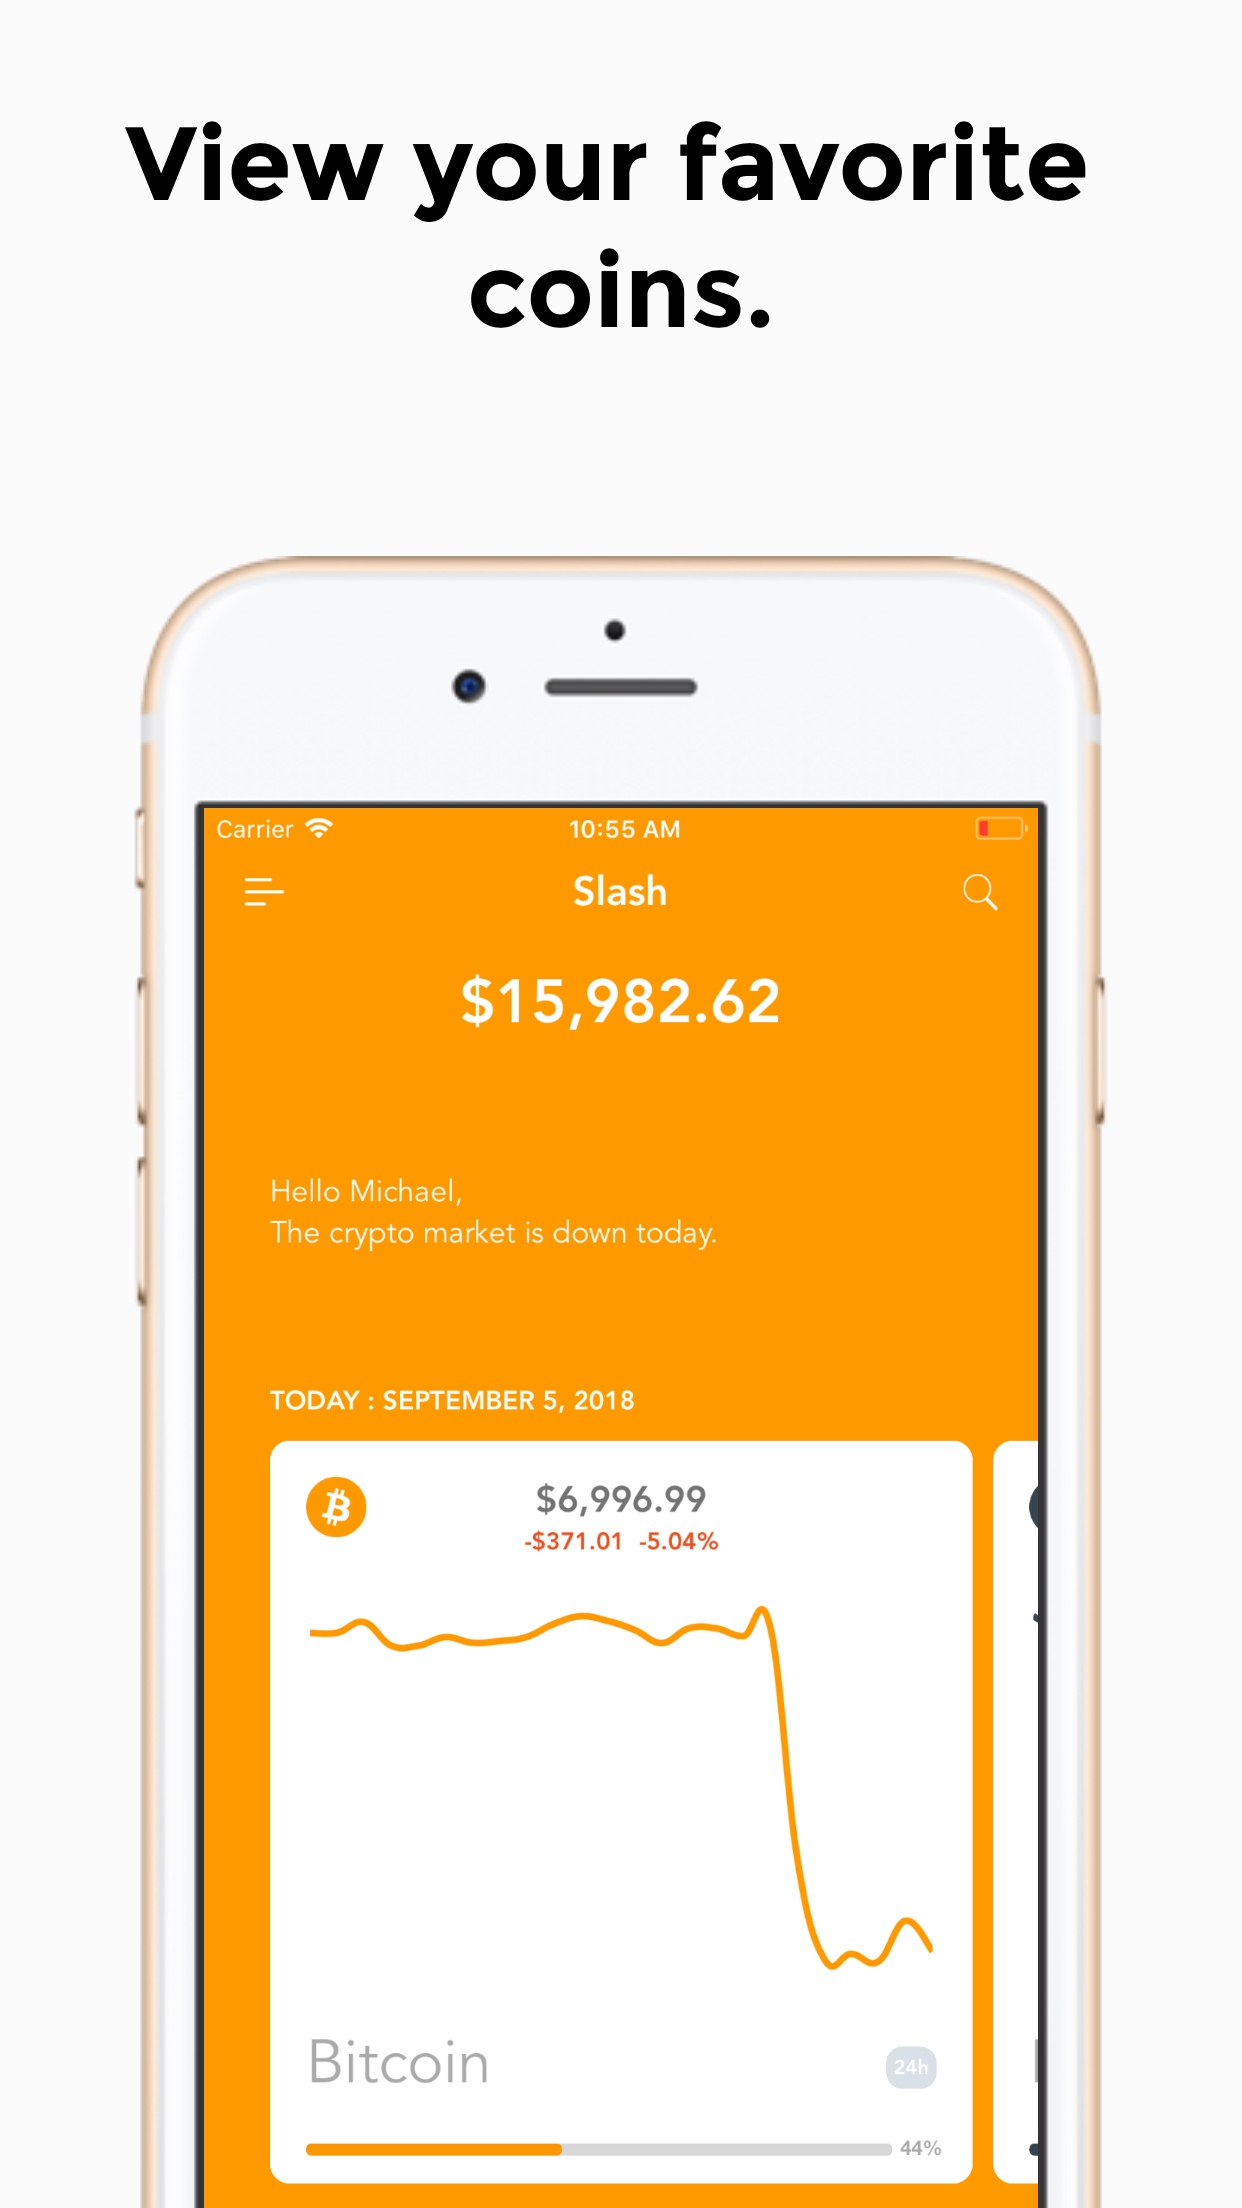 View your favorite
coins.
Carrier 10:55 AM
Slash
$15,982.62
Hello Michael,
The crypto market is down today.
TODAY : SEPTEMBER 5, 2018
$6,996.99
-$371.01 -5.04%
Bitcoin 24h
44%